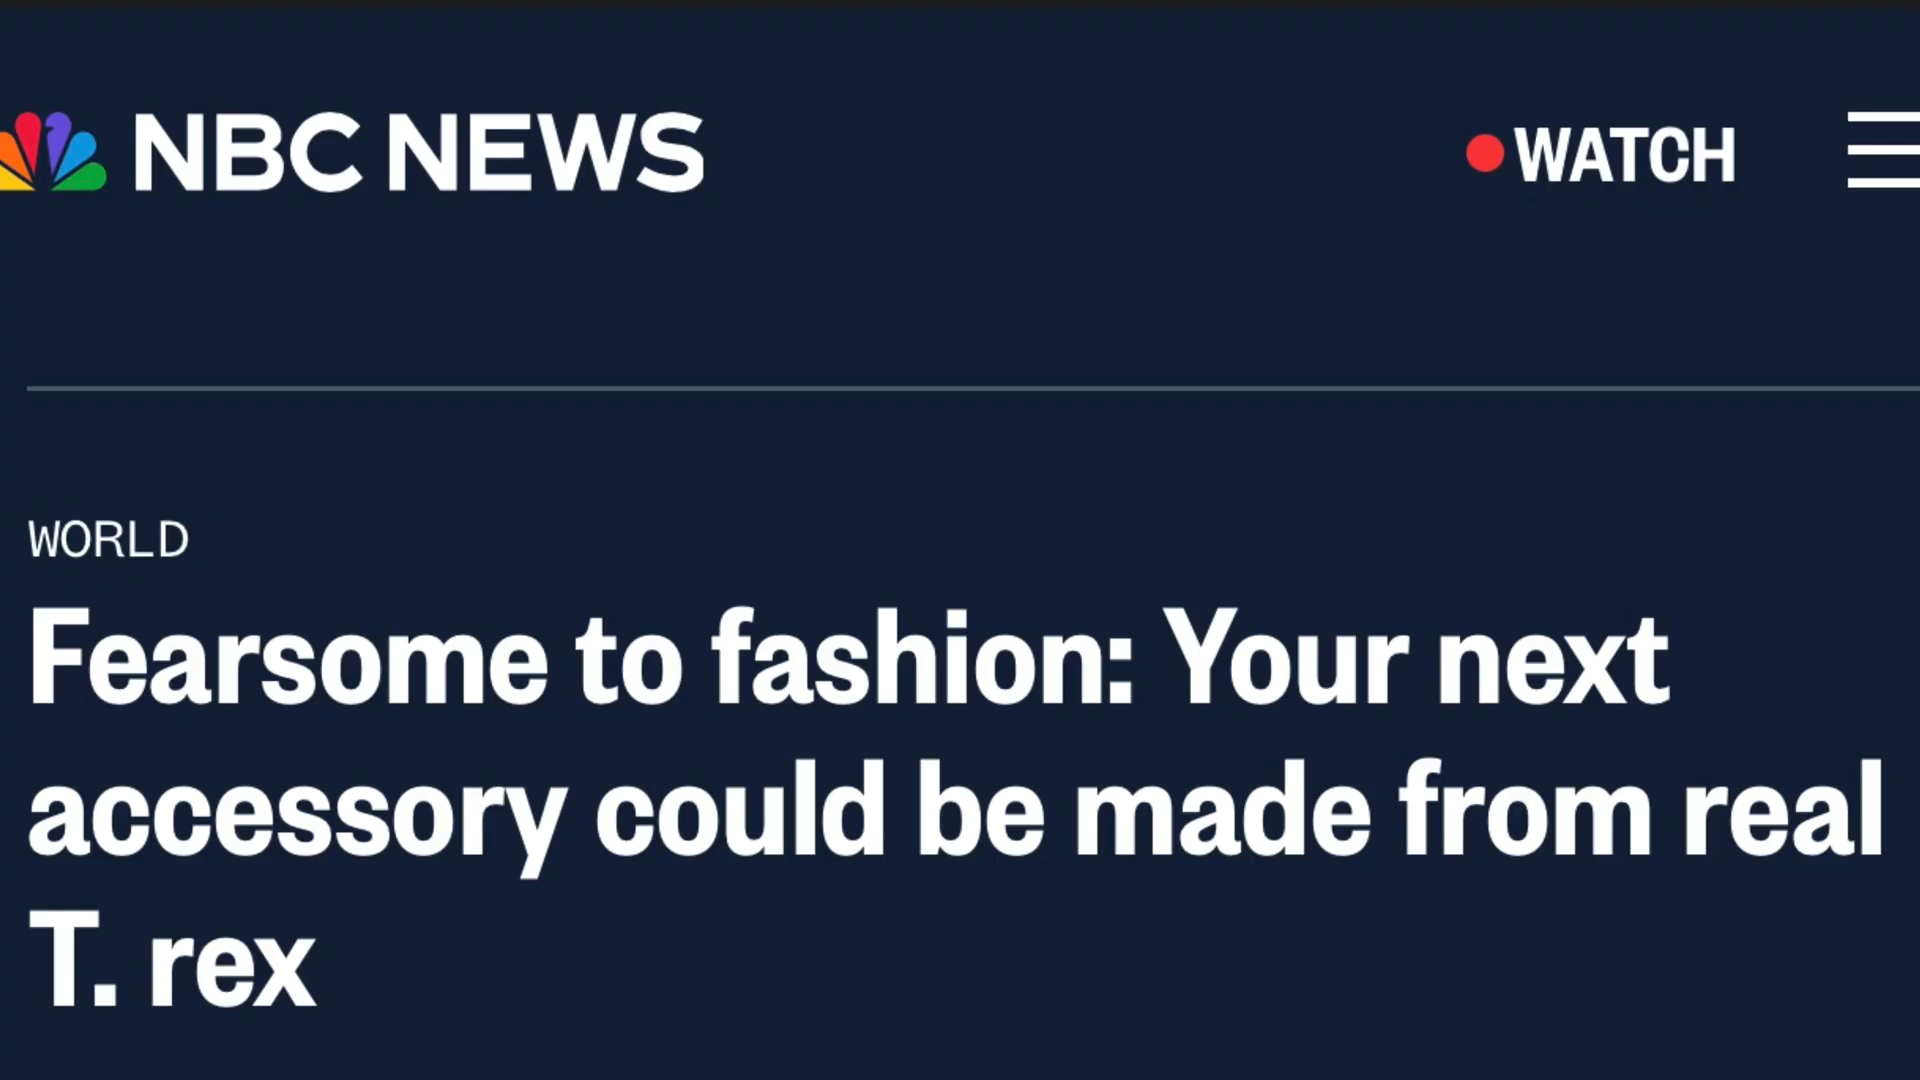 NBC NEWS
WATCH
WORLD
Fearsome to fashion: Your next
accessory could be made from real
T. rex